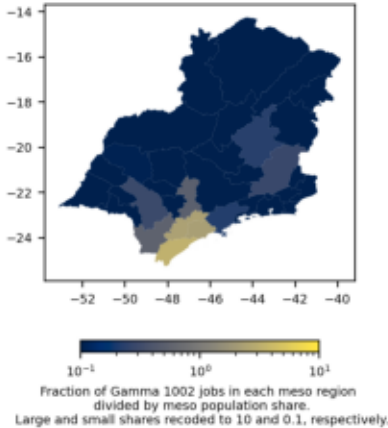 −14
−16
−18
−20
−22
−24
−52 −50 −48 −46 −44 −42 −40
10⁻¹ 10⁰ 10¹
Fraction of Gamma 1002 jobs in each meso region
divided by meso population share.
Large and small shares recoded to 10 and 0.1, respectively.